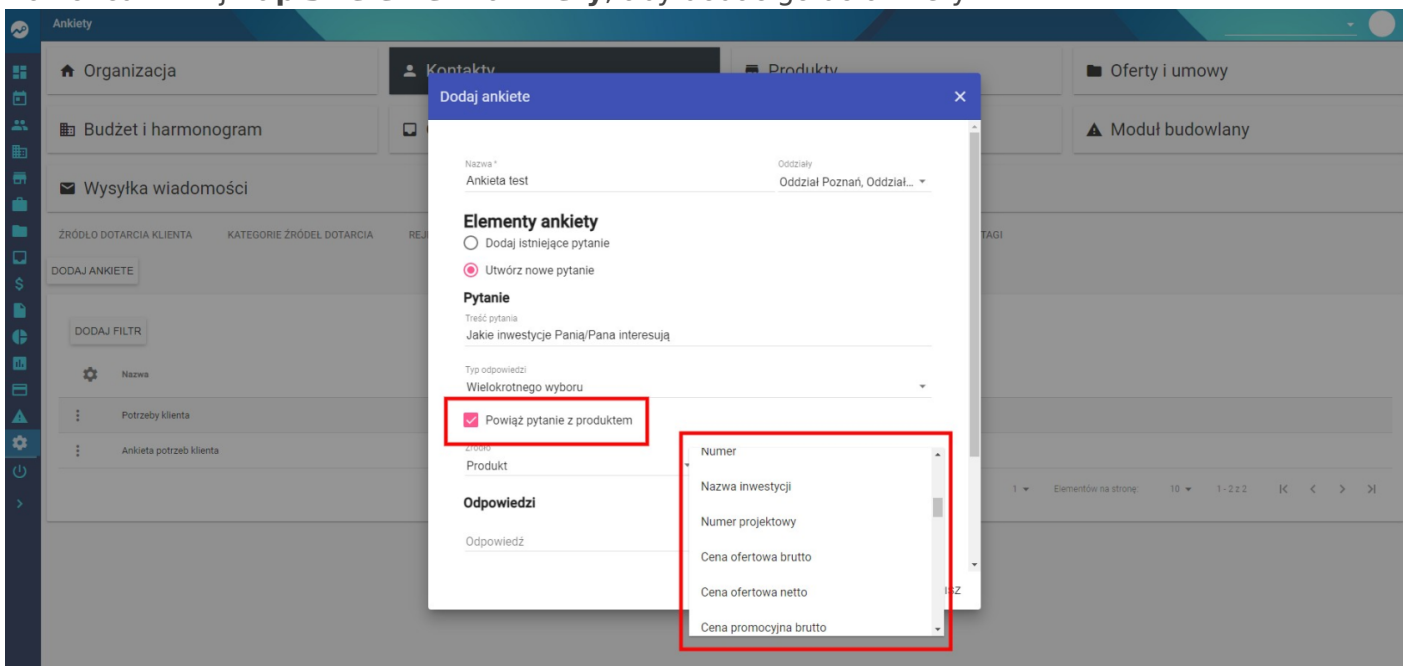 Ankiety
Organizacja
Kontakty
Produkty
Oferty i umowy
Budżet i harmonogram
Moduł budowlany
Wysyłka wiadomości
ŹRÓDŁO DOTARCIA KLIENTA
KATEGORIE ŹRÓDEŁ DOTARCIA
TAGI
DODAJ ANKIETE
DODAJ FILTR
Nazwa
Potrzeby klienta
Ankieta potrzeb klienta
1
Elementów na stronę:
10
1 - 2 z 2
Dodaj ankiete
Nazwa *
Oddziały
Ankieta test
Oddział Poznań, Oddział...
Elementy ankiety
Dodaj istniejące pytanie
Utwórz nowe pytanie
Pytanie
Treść pytania
Jakie inwestycje Panią/Pana interesują
Typ odpowiedzi
Wielokrotnego wyboru
Powiąż pytanie z produktem
Źródło
Produkt
Odpowiedzi
Odpowiedź
Numer
Nazwa inwestycji
Numer projektowy
Cena ofertowa brutto
Cena ofertowa netto
Cena promocyjna brutto